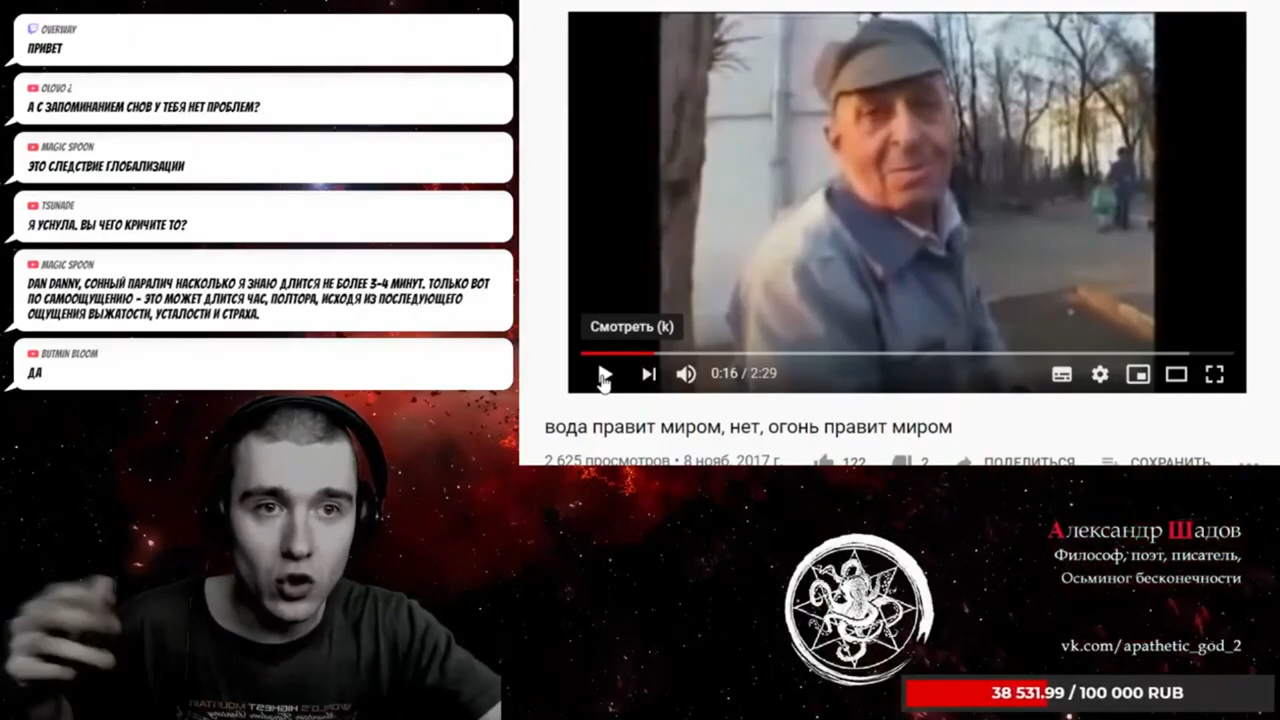 OVERWAY
ПРИВЕТ
OLOVO 2
А С ЗАПОМИНАНИЕМ СНОВ У ТЕБЯ НЕТ ПРОБЛЕМ?
MAGIC SPOON
ЭТО СЛЕДСТВИЕ ГЛОБАЛИЗАЦИИ
TSUNADE
Я УСНУЛА. ВЫ ЧЕГО КРИЧИТЕ ТО?
MAGIC SPOON
DAN DANNY, СОННЫЙ ПАРАЛИЧ НАСКОЛЬКО Я ЗНАЮ ДЛИТСЯ НЕ БОЛЕЕ 3-4 МИНУТ. ТОЛЬКО ВОТ
ПО САМООЩУЩЕНИЮ - ЭТО МОЖЕТ ДЛИТСЯ ЧАС, ПОЛТОРА, ИСХОДЯ ИЗ ПОСЛЕДУЮЩЕГО
ОЩУЩЕНИЯ ВЫЖАТОСТИ, УСТАЛОСТИ И СТРАХА.
BUTMIN BLOOM
ДА
Смотреть (k)
0:16 / 2:29
вода правит миром, нет, огонь правит миром
2 625 просмотров • 8 нояб. 2017 г. 122 2 ПОДЕЛИТЬСЯ СОХРАНИТЬ
Александр Шадов
Философ, поэт, писатель,
Осьминог бесконечности
vk.com/apathetic_god_2
38 531.99 / 100 000 RUB